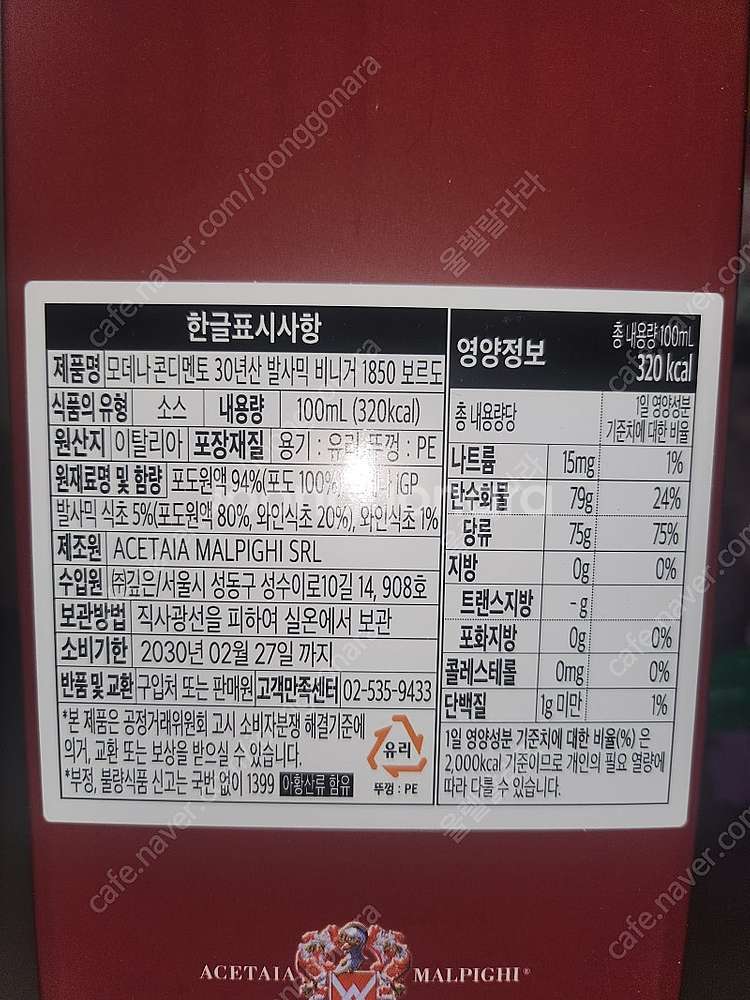 한글표시사항
제품명 모데나 콘디멘토 30년산 발사믹 비니거 1850 보르도
식품의 유형 소스 내용량 100mL (320kcal)
원산지 이탈리아 포장재질 용기 : 유리 뚜껑 : PE
원재료명 및 함량 포도원액 94%(포도 100% IGP
발사믹 식초 5%(포도원액 80%, 와인식초 20%), 와인식초 1%
제조원 ACETAIA MALPIGHI SRL
수입원 ㈜깊은/서울시 성동구 성수이로10길 14, 908호
보관방법 직사광선을 피하여 실온에서 보관
소비기한 2030년 02월 27일 까지
반품 및 교환 구입처 또는 판매원 고객만족센터 02-535-9433
*본 제품은 공정거래위원회 고시 소비자분쟁 해결기준에
의거, 교환 또는 보상을 받으실 수 있습니다.
*부정, 불량식품 신고는 국번 없이 1399 아황산류 함유
유리
뚜껑 : PE
영양정보
총 내용량 100mL
320 kcal
총 내용량당
1일 영양성분
기준치에 대한 비율
나트륨 15mg 1%
탄수화물 79g 24%
당류 75g 75%
지방 0g 0%
트랜스지방 - g
포화지방 0g 0%
콜레스테롤 0mg 0%
단백질 1g 미만 1%
1일 영양성분 기준치에 대한 비율(%) 은
2,000kcal 기준이므로 개인의 필요 열량에
따라 다를 수 있습니다.
ACETAIA MALPIGHI®
cafe.naver.com/joonggonara
울렐랄라라